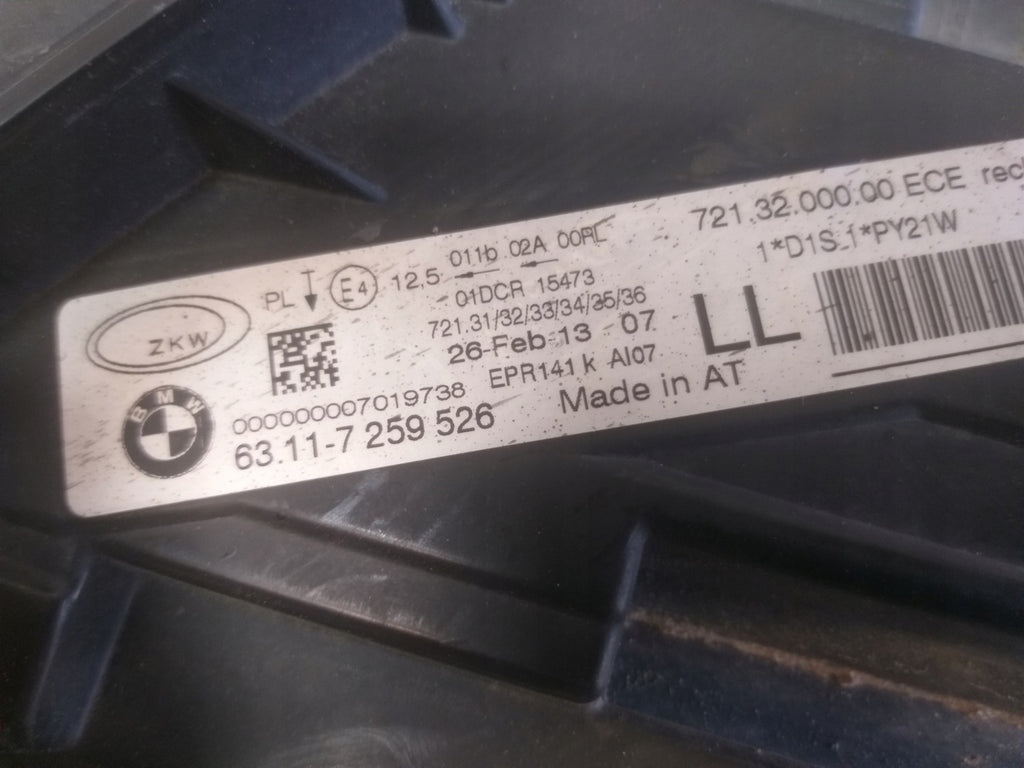 ZKW
BMW
PL
E4
12,5 011b 02A 00RL
01DCR 15473
721.31/32/33/34/35/36
26-Feb-13 07
EPR141 k AI07
000000007019738
63.11-7 259 526
Made in AT
LL
721.32.000.00 ECE
1*D1S 1*PY21W